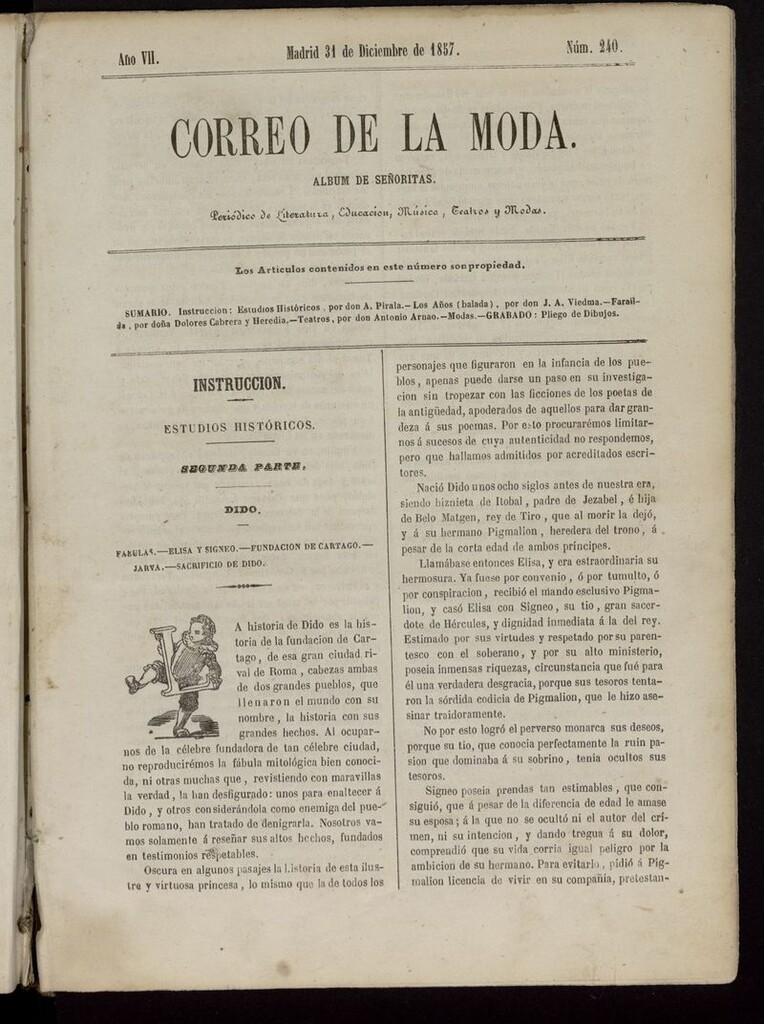 Año VII.
Madrid 31 de Diciembre de 1857.
Núm. 240.
CORREO DE LA MODA.
ALBUM DE SEÑORITAS.
Periódico de Literatura, Educacion, Música, Teatros y Modas.
Los Artículos contenidos en este número son propiedad.
SUMARIO. Instruccion: Estudios Históricos, por don A. Pirala.—Los Años (balada), por don J. A. Viedma.—Farail-
da, por doña Dolores Cabrera y Heredia.—Teatros, por don Antonio Arnao.—Modas.—GRABADO: Pliego de Dibujos.
INSTRUCCION.
ESTUDIOS HISTÓRICOS.
SEGUNDA PARTE.
DIDO.
FABULAS.—ELISA Y SIGNEO.—FUNDACION DE CARTAGO.—
JARVA.—SACRIFICIO DE DIDO.
LA historia de Dido es la his-
toria de la fundacion de Car-
tago, de esa gran ciudad ri-
val de Roma, cabezas ambas
de dos grandes pueblos, que
llenaron el mundo con su
nombre, la historia con sus
grandes hechos. Al ocupar-
nos de la célebre fundadora de tan célebre ciudad,
no reproducirémos la fábula mitológica bien conoci-
da, ni otras muchas que, revistiendo con maravillas
la verdad, la han desfigurado: unos para enaltecer á
Dido, y otros considerándola como enemiga del pue-
blo romano, han tratado de denigrarla. Nosotros va-
mos solamente á reseñar sus altos hechos, fundados
en testimonios respetables.
Oscura en algunos pasajes la historia de esta ilus-
tre y virtuosa princesa, lo mismo que la de todos los
personajes que figuraron en la infancia de los pue-
blos, apenas puede darse un paso en su investiga-
cion sin tropezar con las ficciones de los poetas de
la antigüedad, apoderados de aquellos para dar gran-
deza á sus poemas. Por esto procurarémos limitar-
nos á sucesos de cuya autenticidad no respondemos,
pero que hallamos admitidos por acreditados escri-
tores.
Nació Dido unos ocho siglos antes de nuestra era,
siendo biznieta de Itobal, padre de Jezabel, é hija
de Belo Matgen, rey de Tiro, que al morir la dejó,
y á su hermano Pigmalion, heredera del trono, á
pesar de la corta edad de ambos príncipes.
Llamábase entonces Elisa, y era estraordinaria su
hermosura. Ya fuese por convenio, ó por tumulto, ó
por conspiracion, recibió el mando esclusivo Pigma-
lion, y casó Elisa con Signeo, su tio, gran sacer-
dote de Hércules, y dignidad inmediata á la del rey.
Estimado por sus virtudes y respetado por su paren-
tesco con el soberano, y por su alto ministerio,
poseia inmensas riquezas, circunstancia que fué para
él una verdadera desgracia, porque sus tesoros tenta-
ron la sórdida codicia de Pigmalion, que le hizo ase-
sinar traidoramente.
No por esto logró el perverso monarca sus deseos,
porque su tio, que conocia perfectamente la ruin pa-
sion que dominaba á su sobrino, tenia ocultos sus
tesoros.
Signeo poseia prendas tan estimables, que con-
siguió, que á pesar de la diferencia de edad le amase
su esposa; á la que no se ocultó ni el autor del crí-
men, ni su intencion, y dando tregua á su dolor,
comprendió que su vida corria igual peligro por la
ambicion de su hermano. Para evitarlo, pidió á Pig-
malion licencia de vivir en su compañía, pretestan-